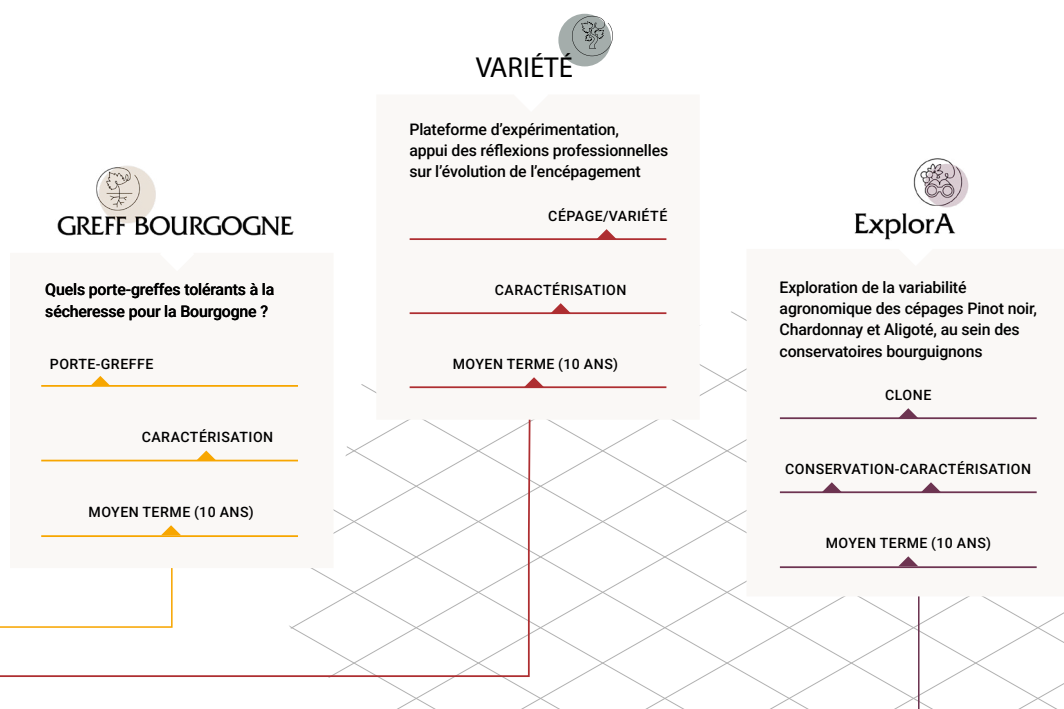 VARIÉTÉ
Plateforme d’expérimentation,
appui des réflexions professionnelles
sur l’évolution de l’encépagement
CÉPAGE/VARIÉTÉ
CARACTÉRISATION
MOYEN TERME (10 ANS)
GREFF BOURGOGNE
Quels porte-greffes tolérants à la
sécheresse pour la Bourgogne ?
PORTE-GREFFE
CARACTÉRISATION
MOYEN TERME (10 ANS)
ExplorA
Exploration de la variabilité
agronomique des cépages Pinot noir,
Chardonnay et Aligoté, au sein des
conservatoires bourguignons
CLONE
CONSERVATION-CARACTÉRISATION
MOYEN TERME (10 ANS)